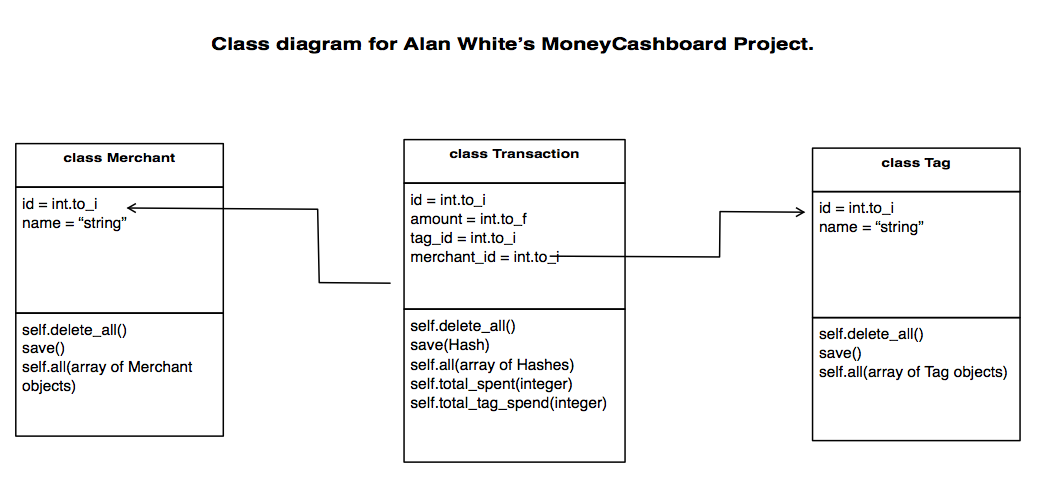 Class diagram for Alan White’s MoneyCashboard Project.
class Merchant
id = int.to_i
name = “string”
self.delete_all()
save()
self.all(array of Merchant
objects)
class Transaction
id = int.to_i
amount = int.to_f
tag_id = int.to_i
merchant_id = int.to_i
self.delete_all()
save(Hash)
self.all(array of Hashes)
self.total_spent(integer)
self.total_tag_spend(integer)
class Tag
id = int.to_i
name = “string”
self.delete_all()
save()
self.all(array of Tag objects)